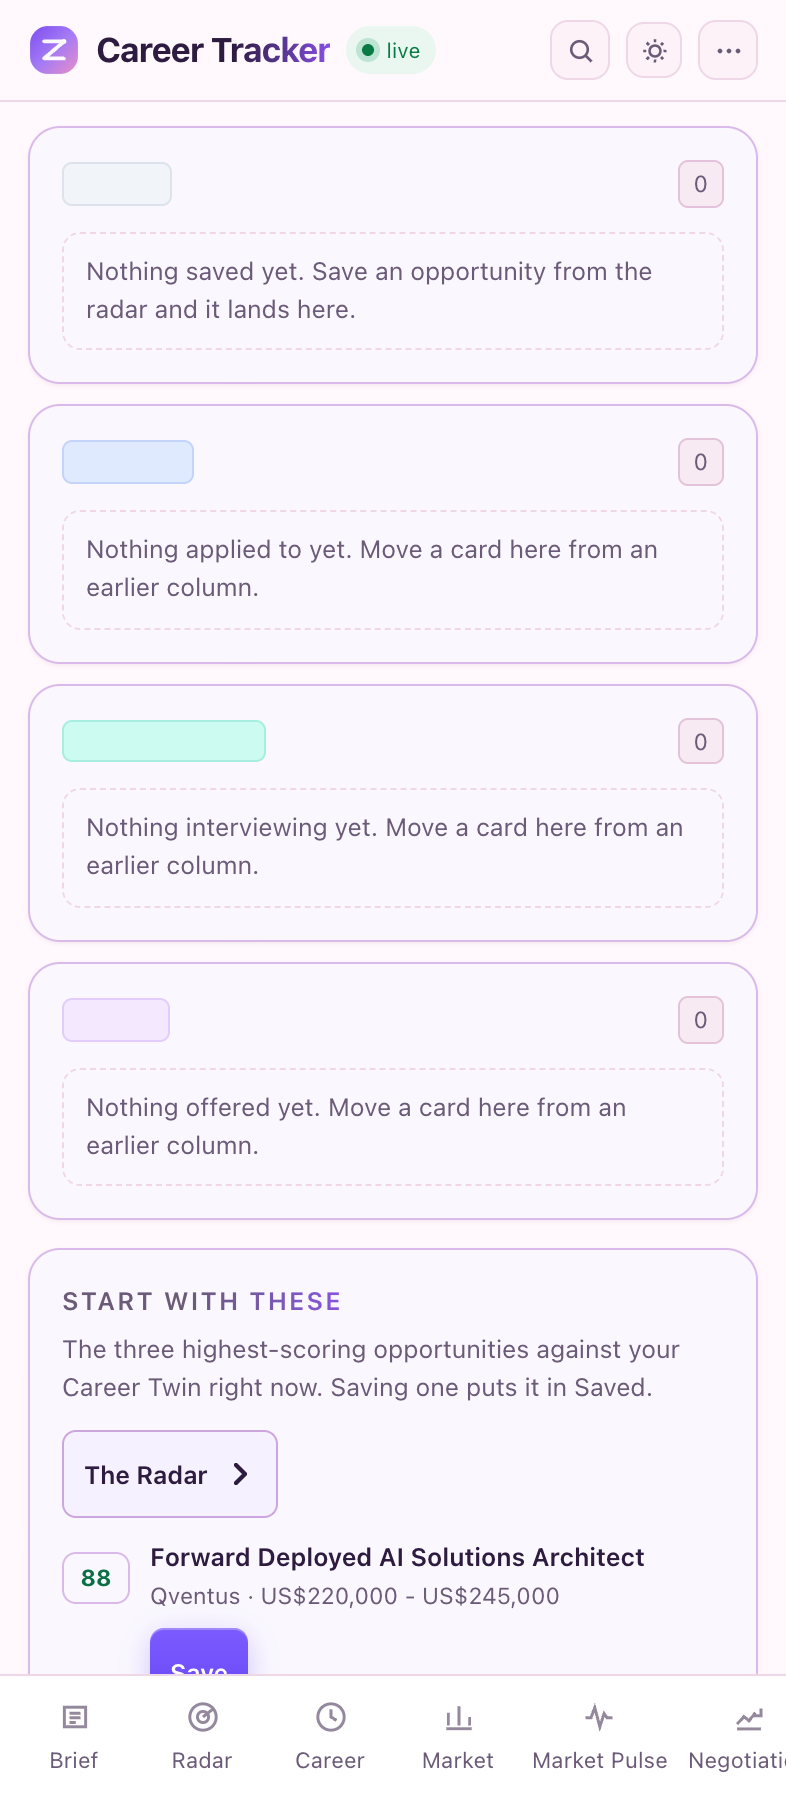 Career Tracker
live
0
Nothing saved yet. Save an opportunity from the
radar and it lands here.
0
Nothing applied to yet. Move a card here from an
earlier column.
0
Nothing interviewing yet. Move a card here from an
earlier column.
0
Nothing offered yet. Move a card here from an
earlier column.
START WITH THESE
The three highest-scoring opportunities against your
Career Twin right now. Saving one puts it in Saved.
The Radar
88
Forward Deployed AI Solutions Architect
Qventus · US$220,000 - US$245,000
Save
Brief
Radar
Career
Market
Market Pulse
Negotiati